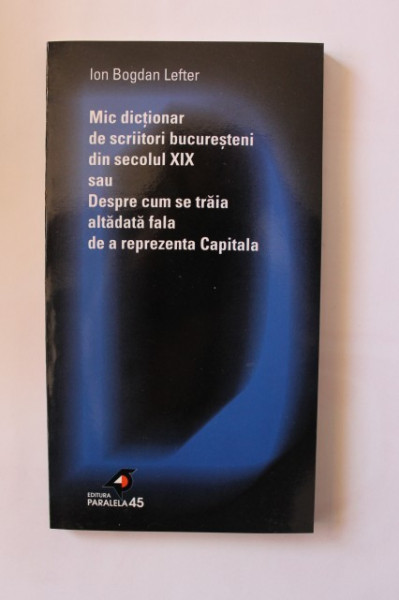 Ion Bogdan Lefter
Mic dicționar
de scriitori bucureșteni
din secolul XIX
sau
Despre cum se trăia
altădată fala
de a reprezenta Capitala
EDITURA
PARALELA 45